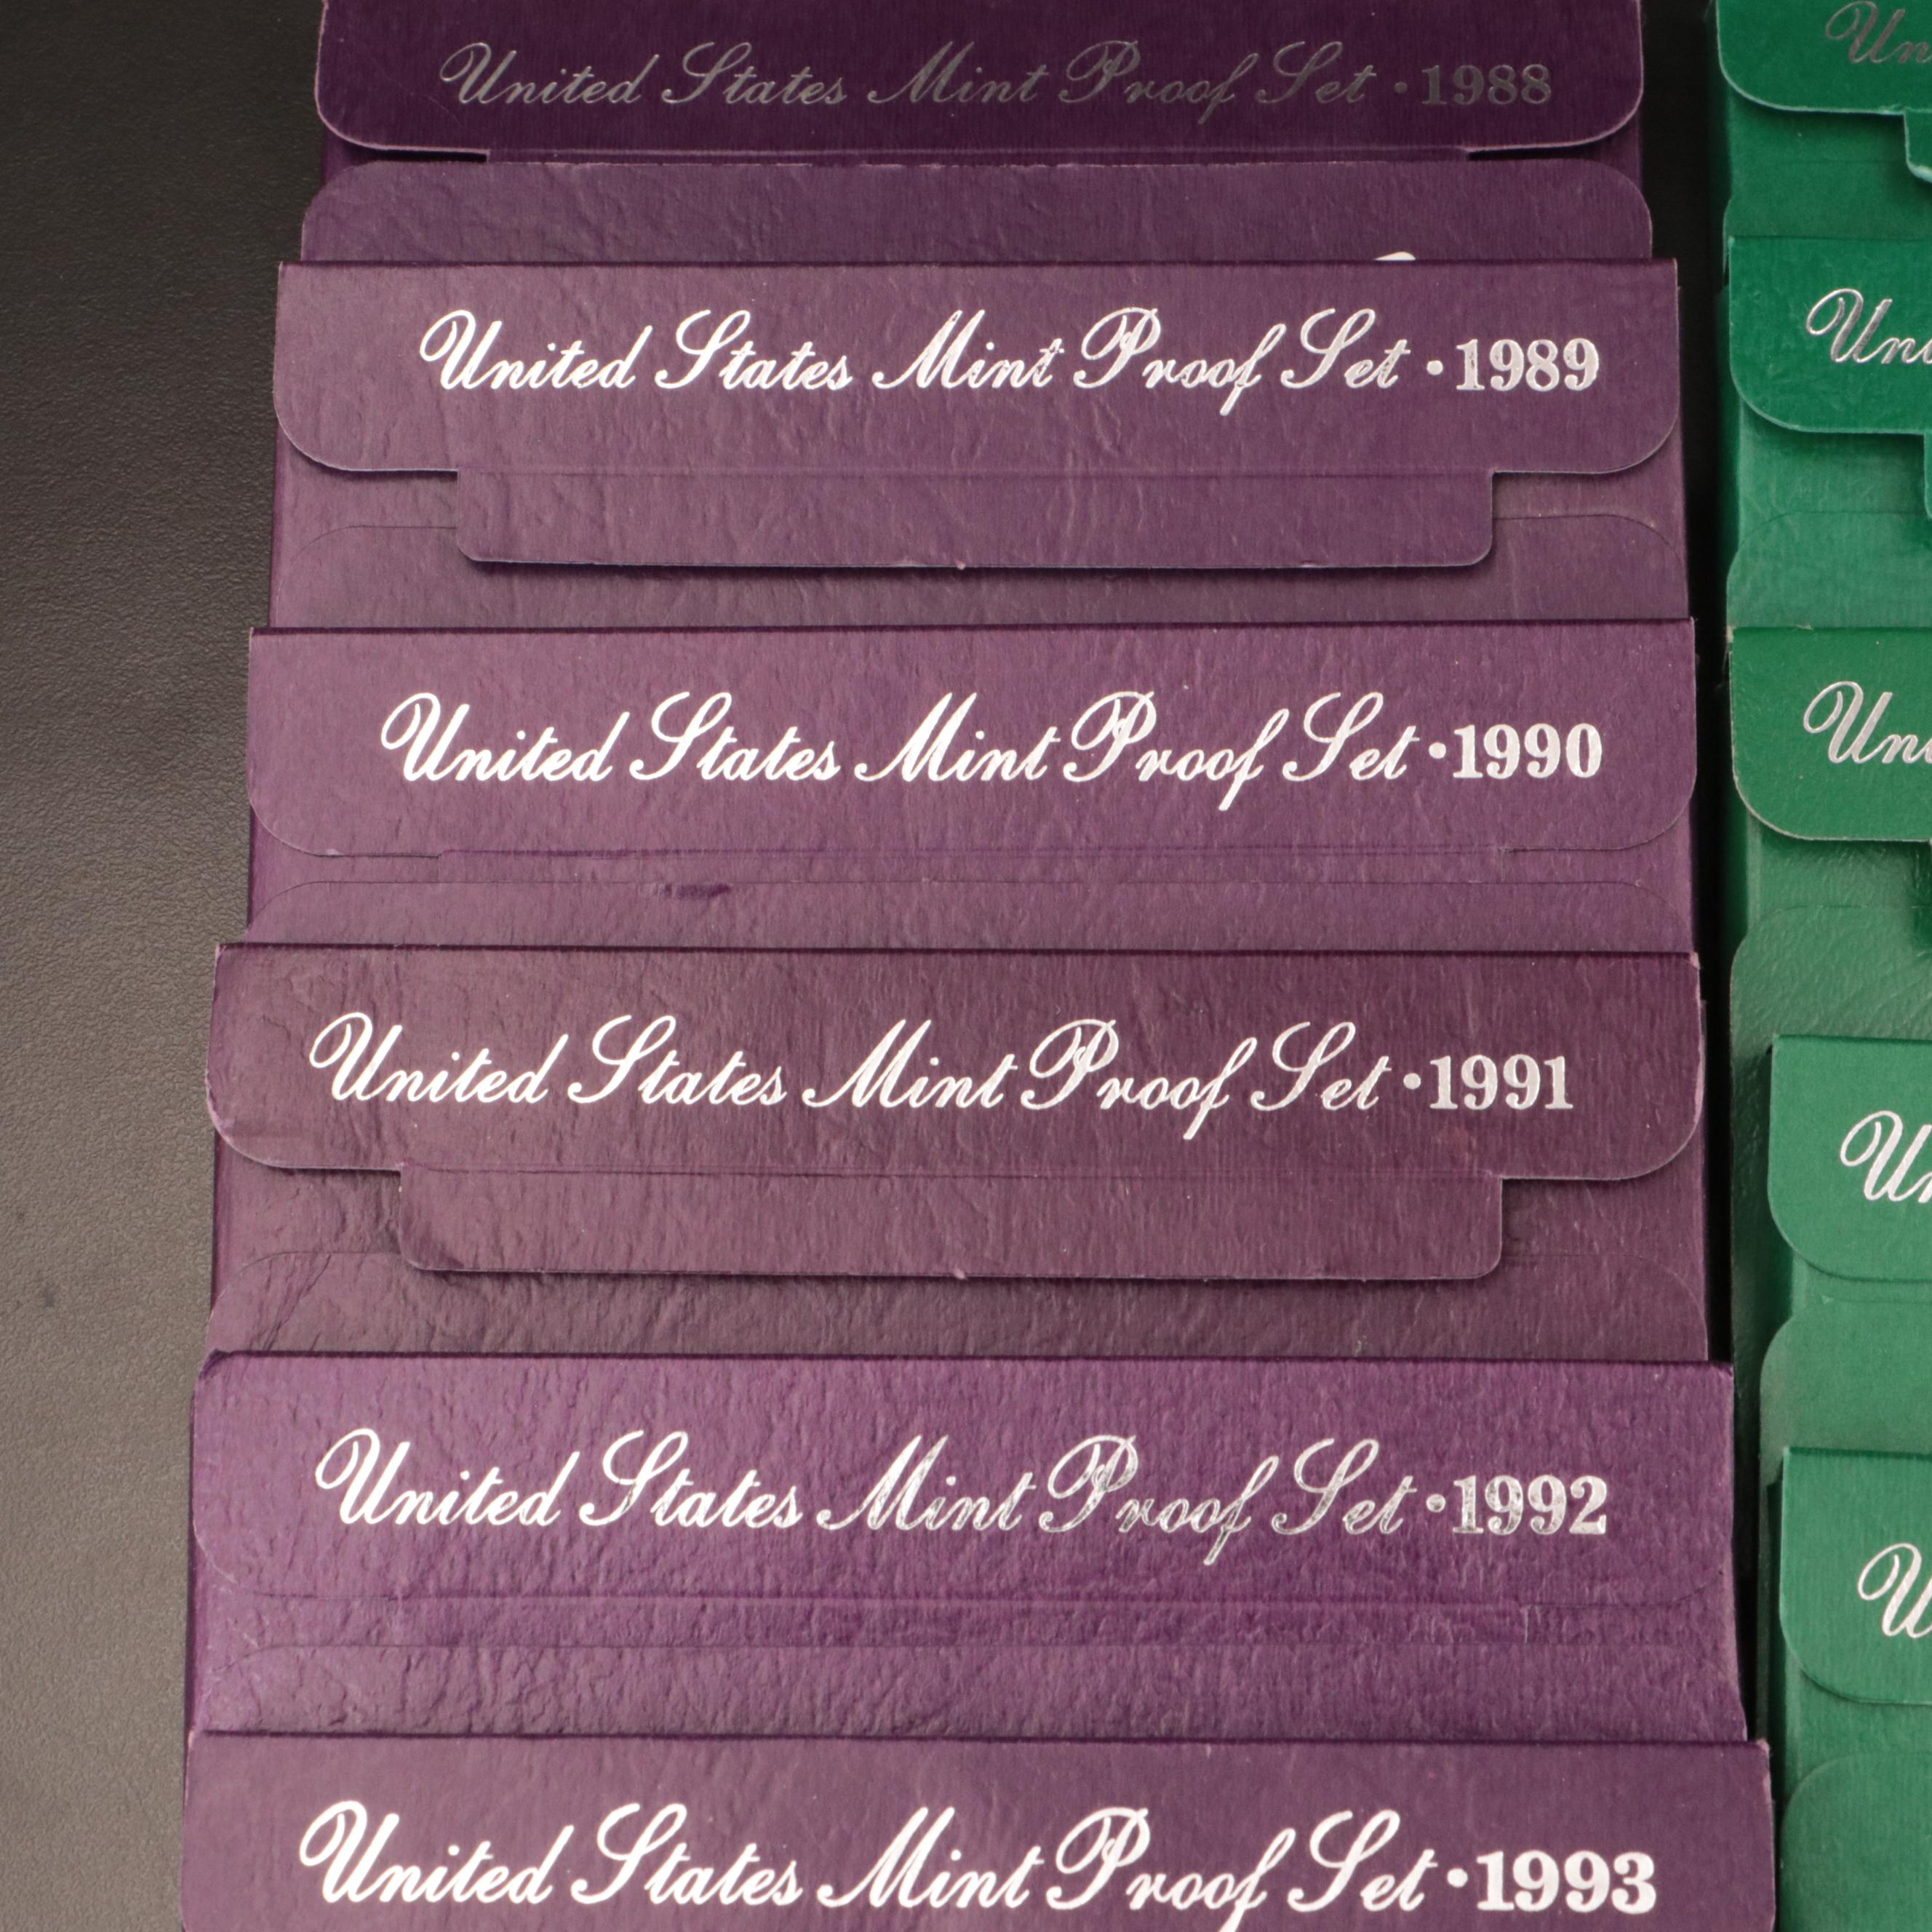 United States Mint Proof Set · 1988
United States Mint Proof Set · 1989
United States Mint Proof Set · 1990
United States Mint Proof Set · 1991
United States Mint Proof Set · 1992
United States Mint Proof Set · 1993